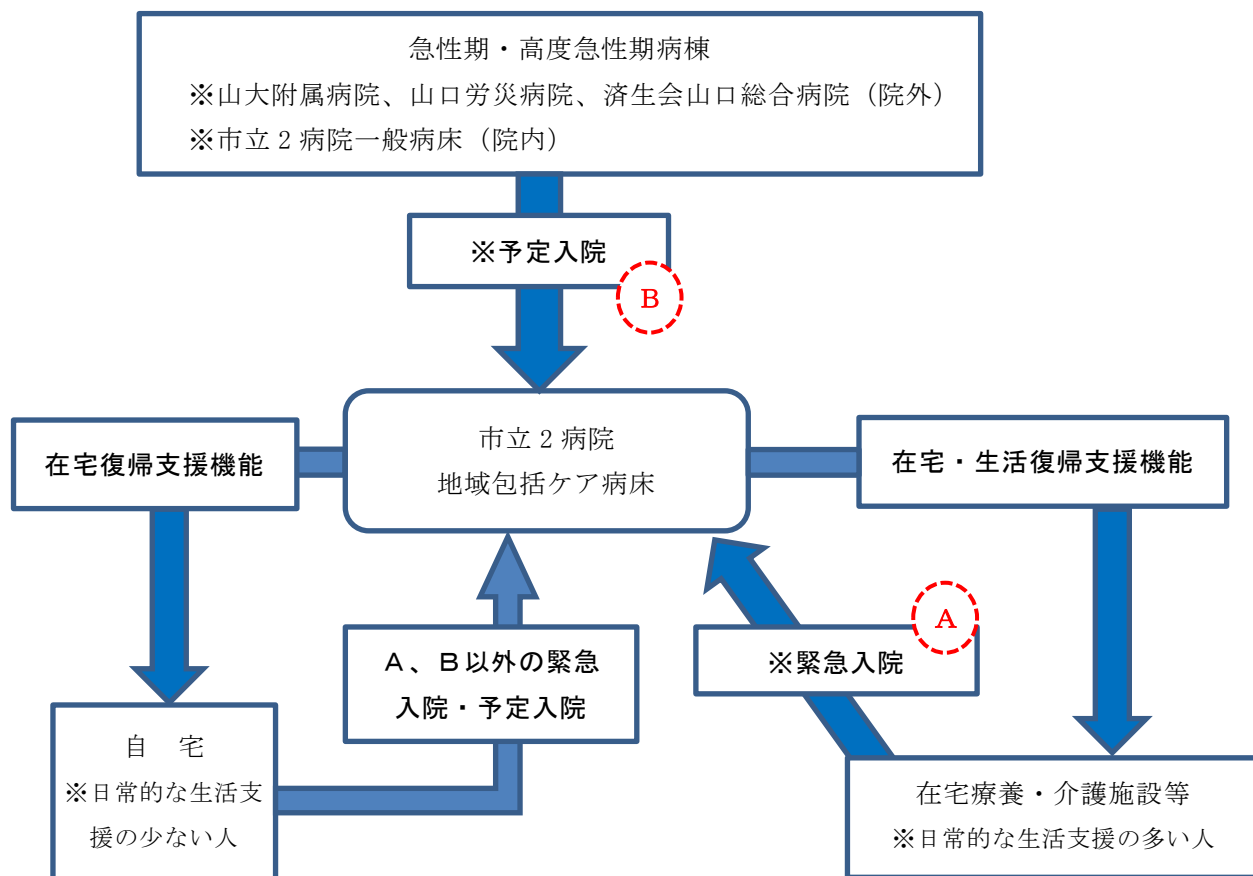 急性期・高度急性期病棟
※山大附属病院、山口労災病院、済生会山口総合病院（院外）
※市立２病院一般病床（院内）
※予定入院
B
市立２病院
地域包括ケア病床
在宅復帰支援機能
在宅・生活復帰支援機能
A
Ａ、Ｂ以外の緊急
入院・予定入院
※緊急入院
自　宅
※日常的な生活支
援の少ない人
在宅療養・介護施設等
※日常的な生活支援の多い人